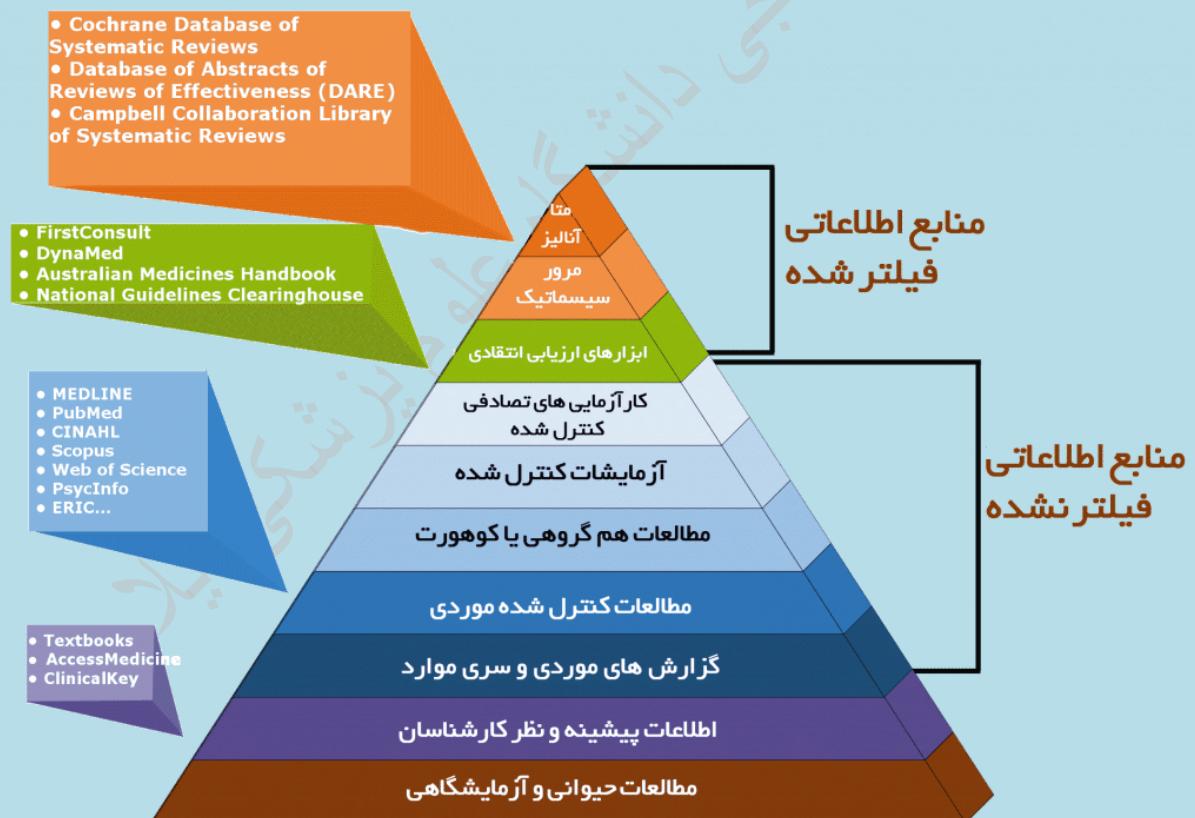 • Cochrane Database of
Systematic Reviews
• Database of Abstracts of
Reviews of Effectiveness (DARE)
• Campbell Collaboration Library
of Systematic Reviews
• FirstConsult
• DynaMed
• Australian Medicines Handbook
• National Guidelines Clearinghouse
• MEDLINE
• PubMed
• CINAHL
• Scopus
• Web of Science
• PsycInfo
• ERIC...
• Textbooks
• AccessMedicine
• ClinicalKey
متا
آنالیز
مرور
سیسماتیک
ابزارهای ارزیابی انتقادی
کارآزمایی های تصادفی
کنترل شده
آزمایشات کنترل شده
مطالعات هم گروهی یا کوهورت
مطالعات کنترل شده موردی
گزارش های موردی و سری موارد
اطلاعات پیشینه و نظر کارشناسان
مطالعات حیوانی و آزمایشگاهی
منابع اطلاعاتی
فیلتر شده
منابع اطلاعاتی
فیلتر نشده
دانشگاه علوم پزشکی